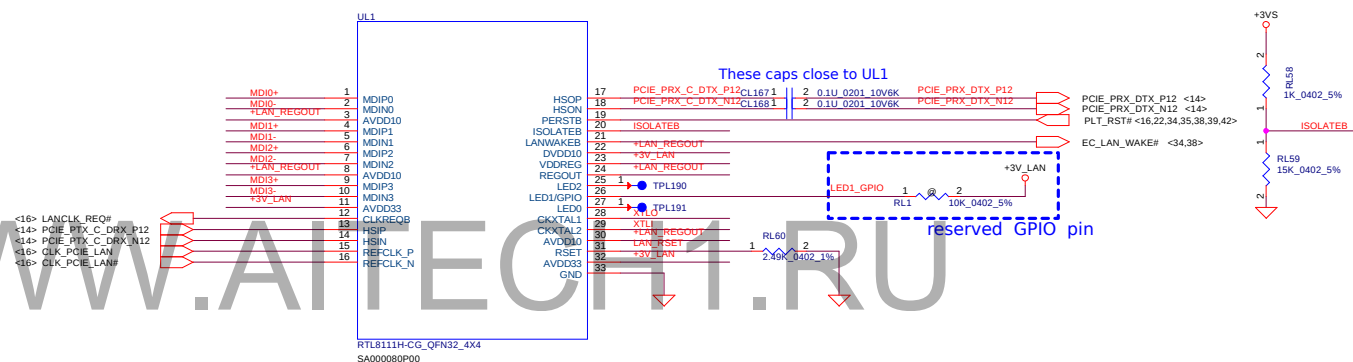 UL1
+3VS
These caps close to UL1
MDI0+ 1 MDIP0
MDI0- 2 MDIN0
+LAN_REGOUT 3 AVDD10
MDI1+ 4 MDIP1
MDI1- 5 MDIN1
MDI2+ 6 MDIP2
MDI2- 7 MDIN2
+LAN_REGOUT 8 AVDD10
MDI3+ 9 MDIP3
MDI3- 10 MDIN3
+3V_LAN 11 AVDD33
<16> LANCLK_REQ# 12 CLKREQB
<14> PCIE_PTX_C_DRX_P12 13 HSIP
<14> PCIE_PTX_C_DRX_N12 14 HSIN
<16> CLK_PCIE_LAN 15 REFCLK_P
<16> CLK_PCIE_LAN# 16 REFCLK_N
HSOP 17 PCIE_PRX_C_DTX_P12 CL167 1 2 0.1U_0201_10V6K PCIE_PRX_DTX_P12 PCIE_PRX_DTX_P12 <14>
HSON 18 PCIE_PRX_C_DTX_N12 CL168 1 2 0.1U_0201_10V6K PCIE_PRX_DTX_N12 PCIE_PRX_DTX_N12 <14>
PERSTB 19 PLT_RST# <16,22,34,35,38,39,42>
ISOLATEB 20 ISOLATEB
LANWAKEB 21 EC_LAN_WAKE# <34,38>
DVDD10 22 +LAN_REGOUT
VDDREG 23 +3V_LAN
REGOUT 24 +LAN_REGOUT
LED2 25 1 TPL190
LED1/GPIO 26 LED1_GPIO 1 @ 2 +3V_LAN
RL1 10K_0402_5%
LED0 27 1 TPL191
CKXTAL1 28 XTLO
CKXTAL2 29 XTLI
AVDD10 30 +LAN_REGOUT
RSET 31 LAN_RSET 1 RL60 2
2.49K_0402_1%
AVDD33 32 +3V_LAN
GND 33
reserved GPIO pin
2
RL58
1K_0402_5%
1
ISOLATEB
1
RL59
15K_0402_5%
2
WW.AITECH1.RU
RTL8111H-CG_QFN32_4X4
SA000080P00